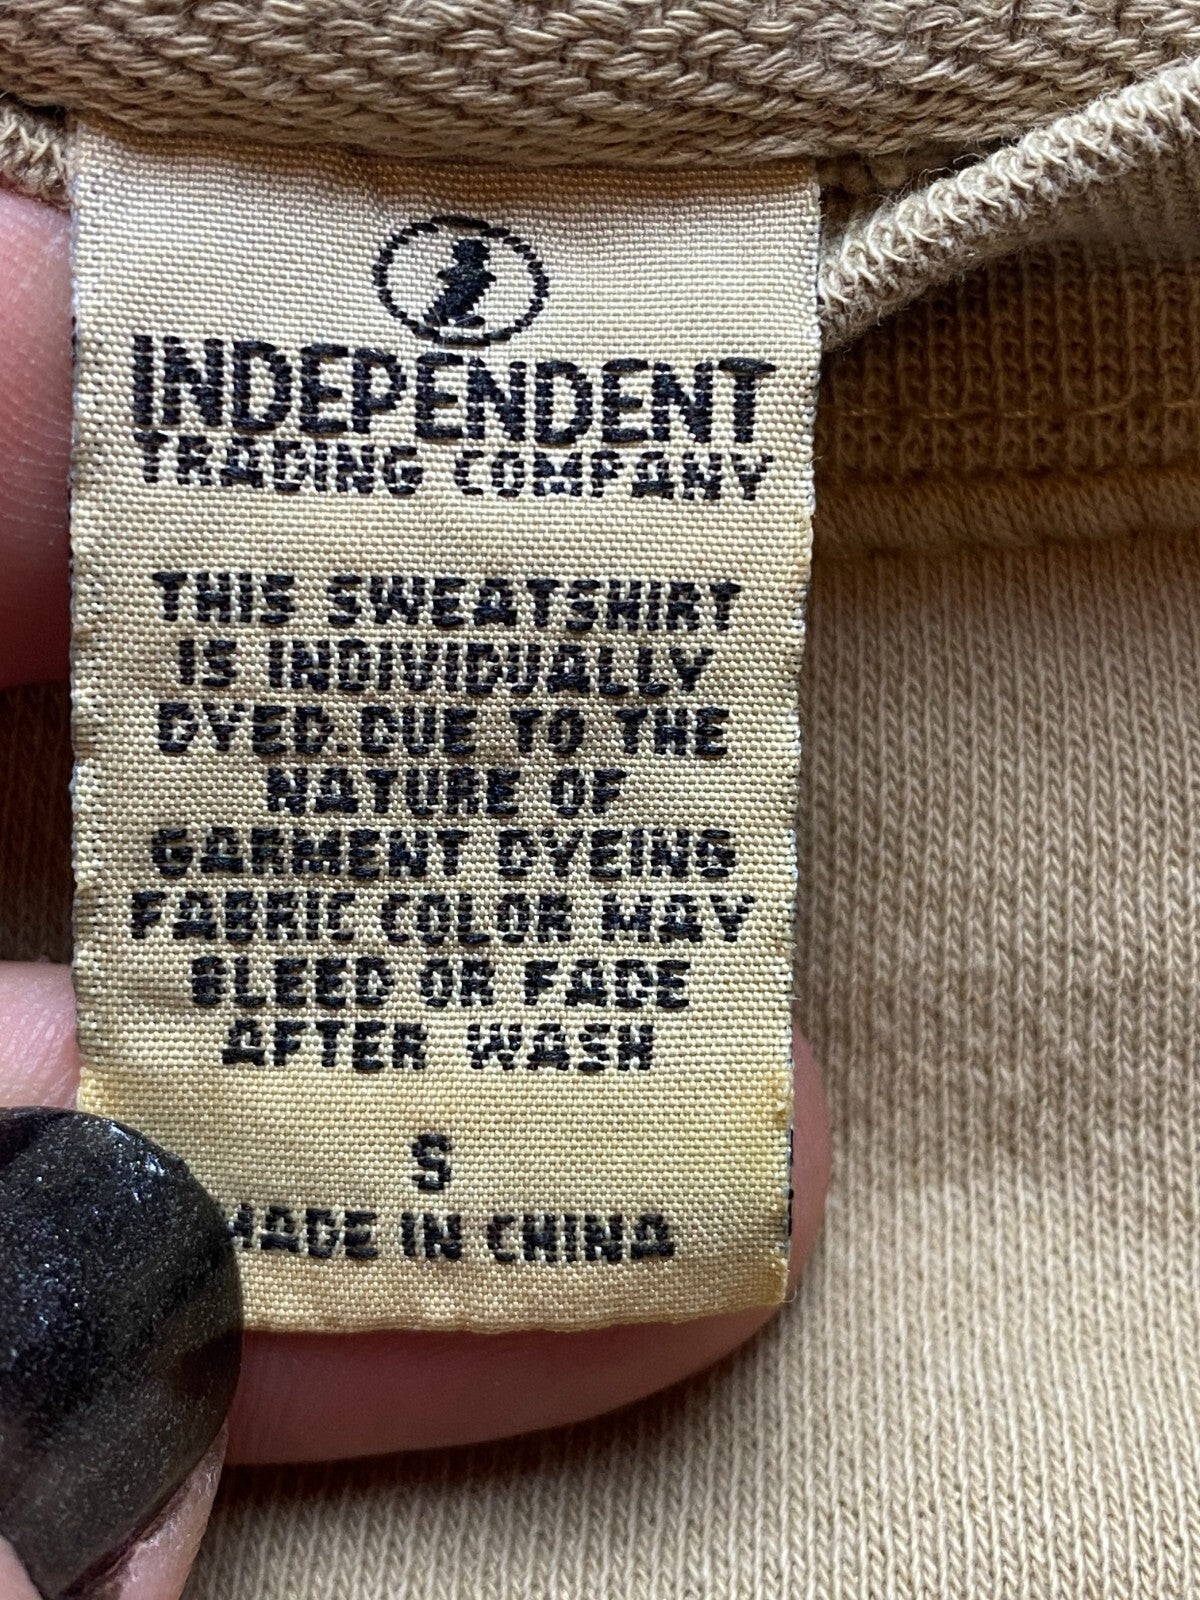 INDEPENDENT
TRADING COMPANY
THIS SWEATSHIRT
IS INDIVIDUALLY
DYED.DUE TO THE
NATURE OF
GARMENT DYEING
FABRIC COLOR MAY
BLEED OR FADE
AFTER WASH
S
MADE IN CHINA